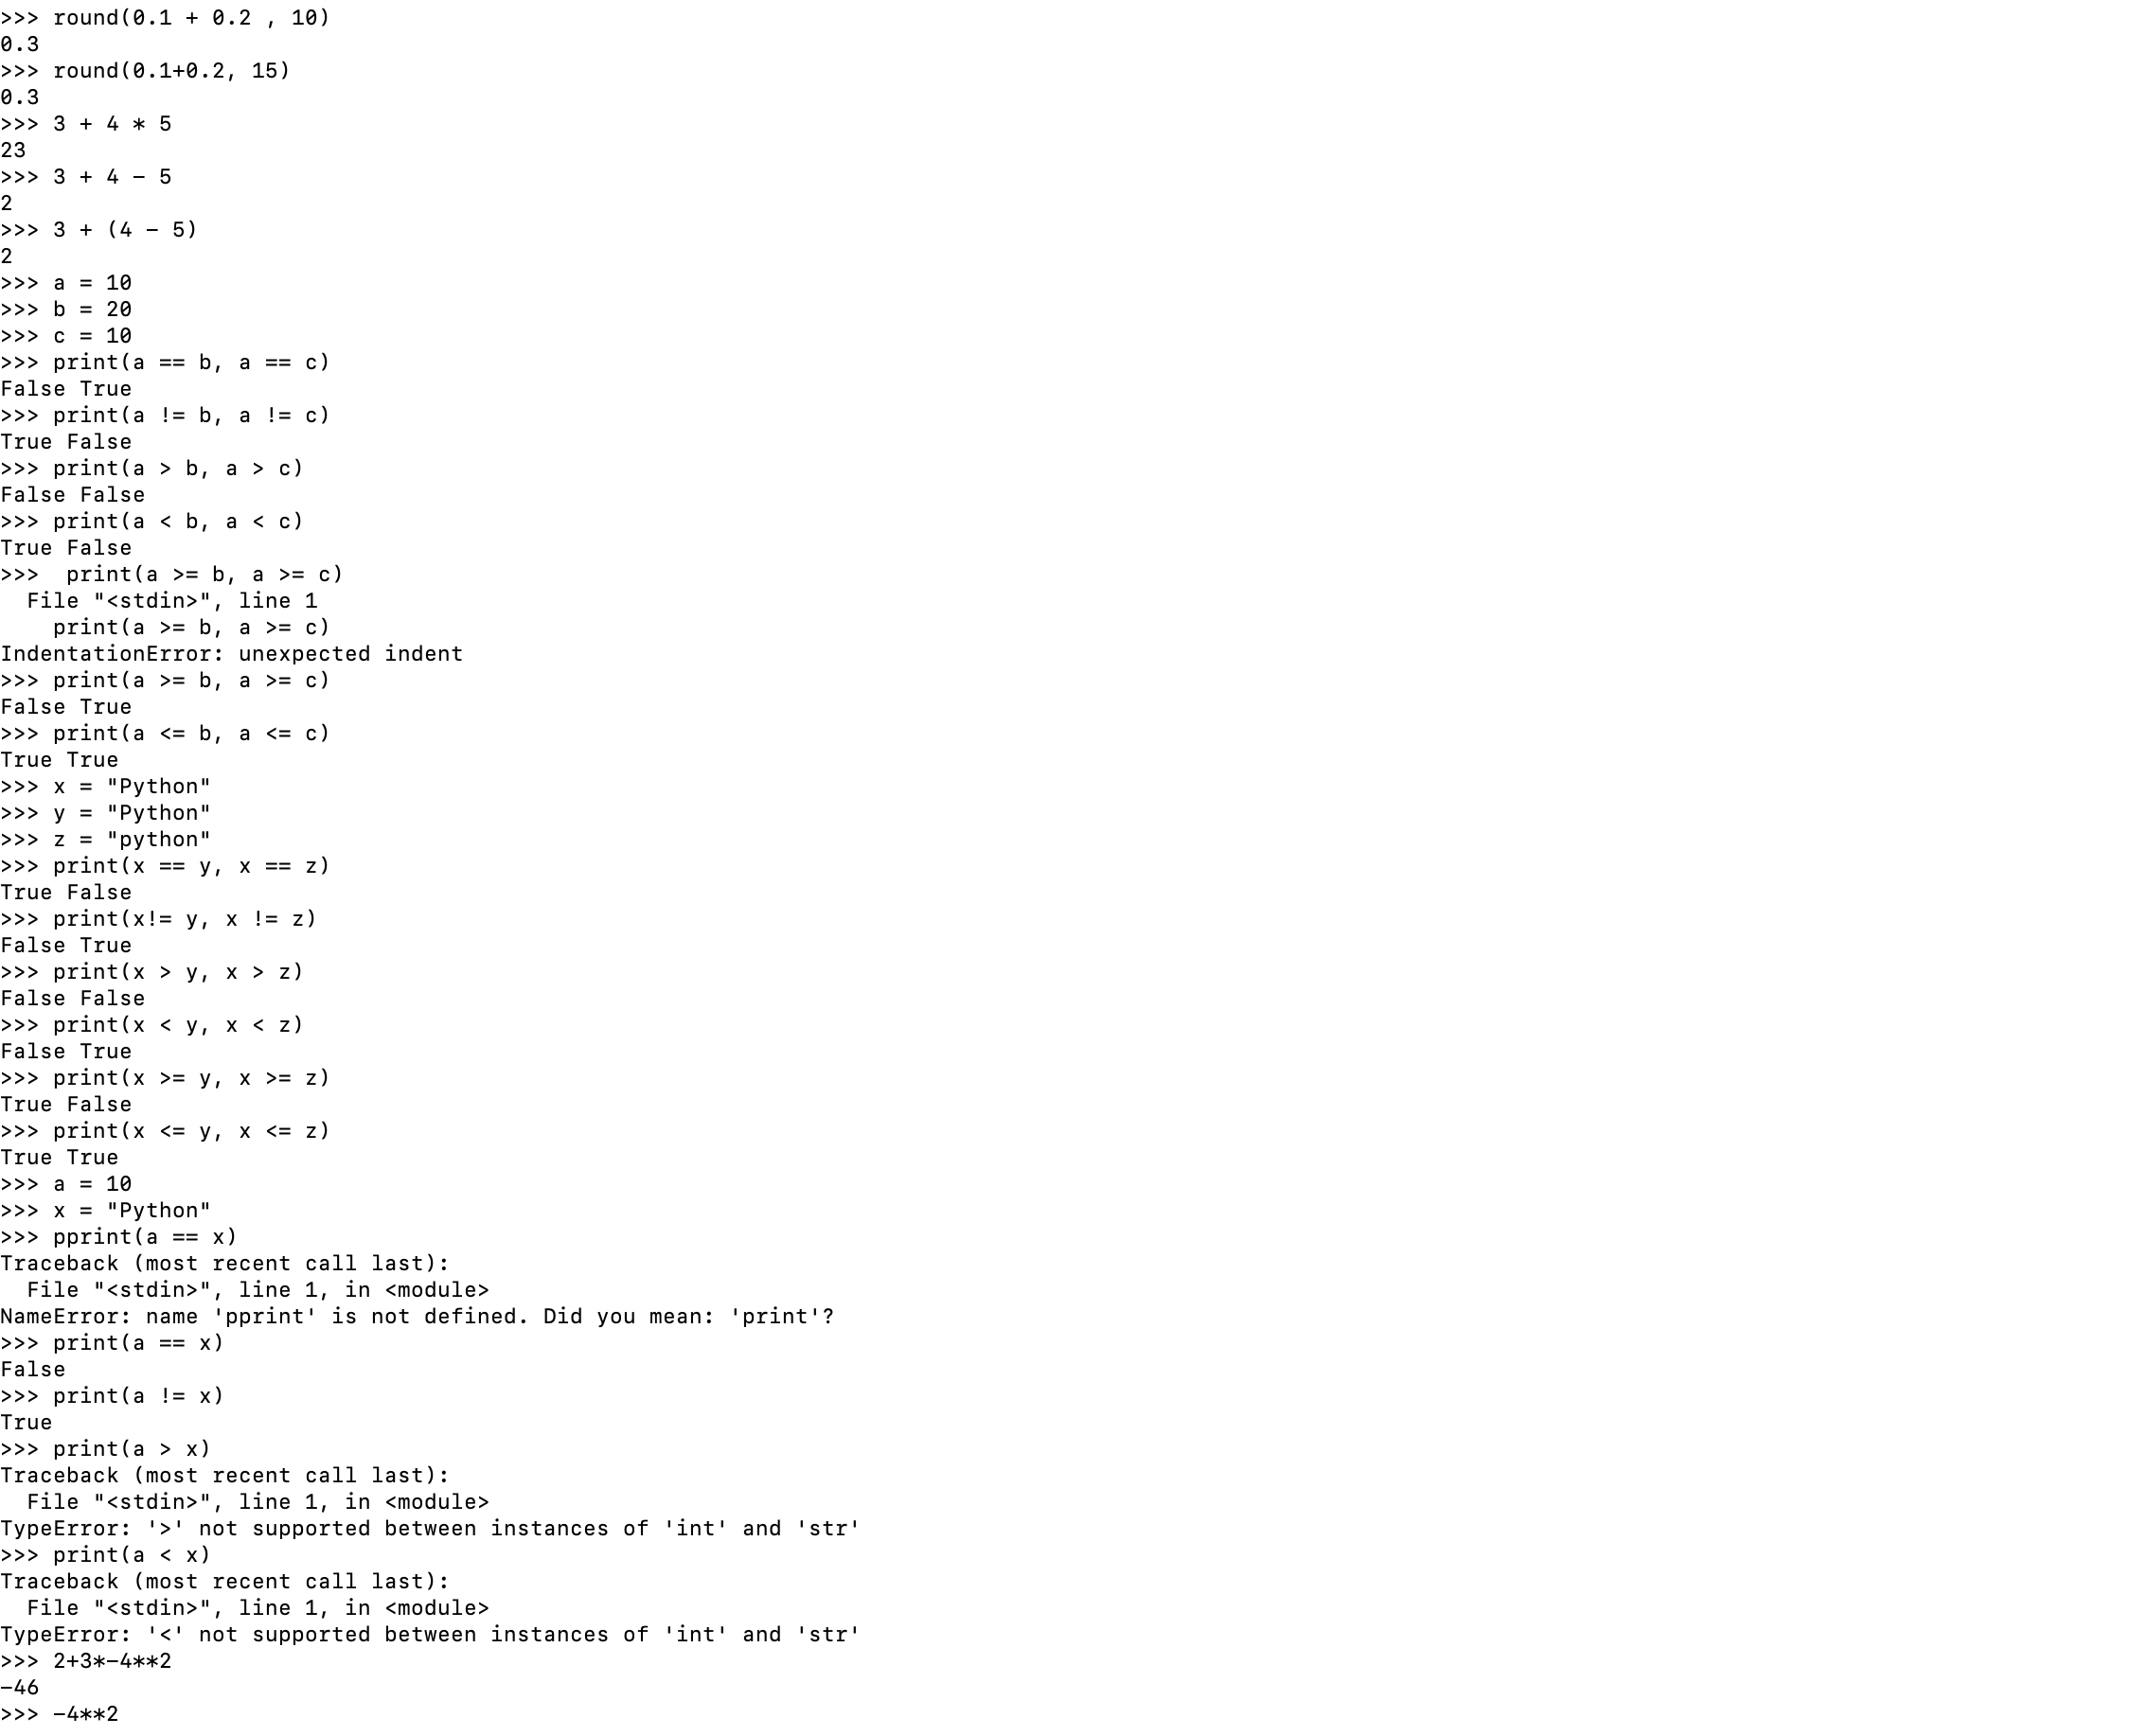 >>> round(0.1 + 0.2 , 10)
0.3
>>> round(0.1+0.2, 15)
0.3
>>> 3 + 4 * 5
23
>>> 3 + 4 - 5
2
>>> 3 + (4 - 5)
2
>>> a = 10
>>> b = 20
>>> c = 10
>>> print(a == b, a == c)
False True
>>> print(a != b, a != c)
True False
>>> print(a > b, a > c)
False False
>>> print(a < b, a < c)
True False
>>>  print(a >= b, a >= c)
  File "<stdin>", line 1
    print(a >= b, a >= c)
IndentationError: unexpected indent
>>> print(a >= b, a >= c)
False True
>>> print(a <= b, a <= c)
True True
>>> x = "Python"
>>> y = "Python"
>>> z = "python"
>>> print(x == y, x == z)
True False
>>> print(x!= y, x != z)
False True
>>> print(x > y, x > z)
False False
>>> print(x < y, x < z)
False True
>>> print(x >= y, x >= z)
True False
>>> print(x <= y, x <= z)
True True
>>> a = 10
>>> x = "Python"
>>> pprint(a == x)
Traceback (most recent call last):
  File "<stdin>", line 1, in <module>
NameError: name 'pprint' is not defined. Did you mean: 'print'?
>>> print(a == x)
False
>>> print(a != x)
True
>>> print(a > x)
Traceback (most recent call last):
  File "<stdin>", line 1, in <module>
TypeError: '>' not supported between instances of 'int' and 'str'
>>> print(a < x)
Traceback (most recent call last):
  File "<stdin>", line 1, in <module>
TypeError: '<' not supported between instances of 'int' and 'str'
>>> 2+3*-4**2
-46
>>> -4**2